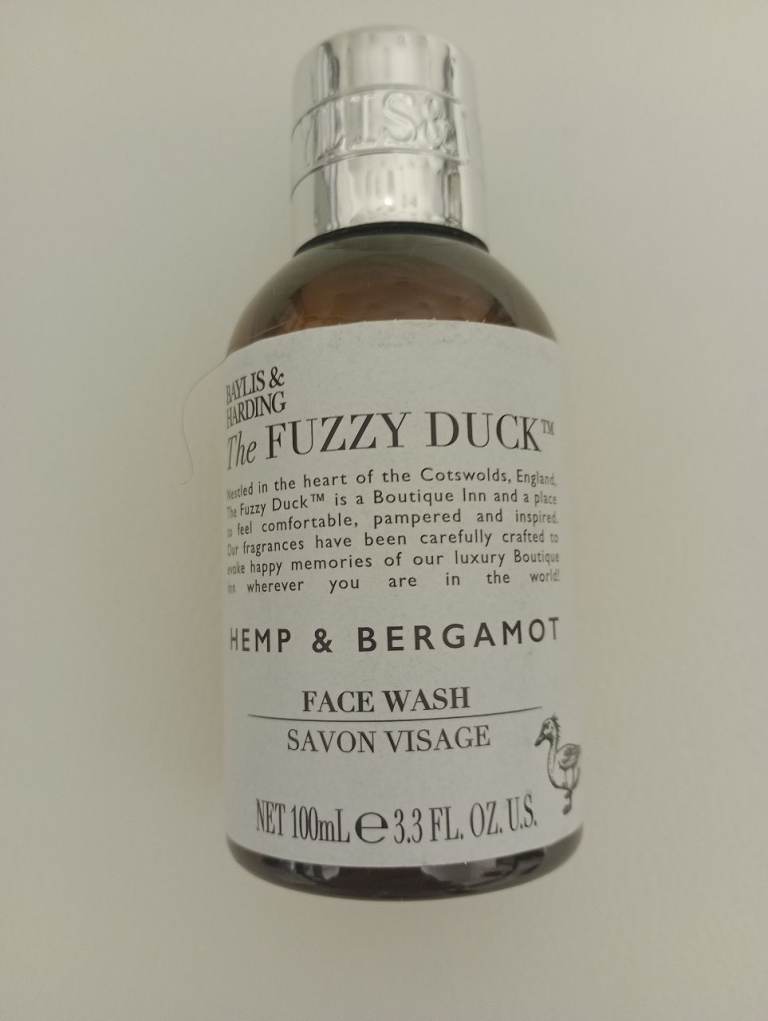 LIS&
BAYLIS &
HARDING
The FUZZY DUCK™
Nestled in the heart of the Cotswolds, England,
The Fuzzy Duck™ is a Boutique Inn and a place
to feel comfortable, pampered and inspired.
Our fragrances have been carefully crafted to
evoke happy memories of our luxury Boutique
Inn wherever you are in the world!
HEMP & BERGAMOT
FACE WASH
SAVON VISAGE
NET 100mL ℮ 3.3 FL. OZ. U.S.